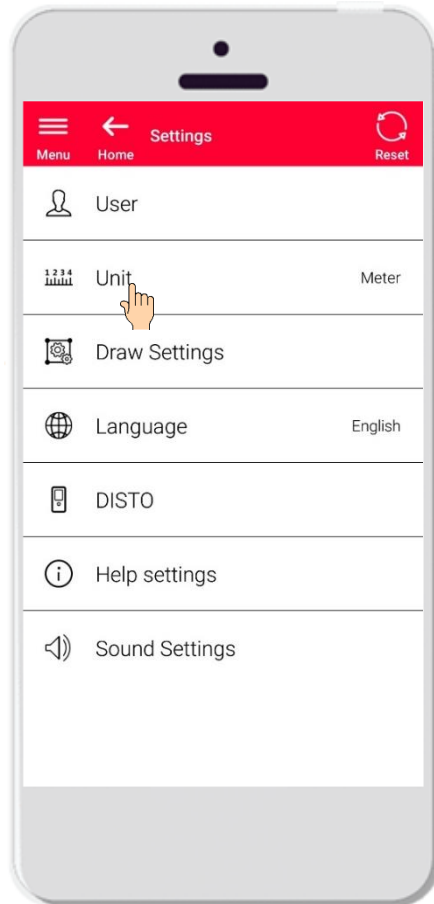 Settings
Menu Home Reset
User
1 2 3 4
Unit Meter
Draw Settings
Language English
DISTO
Help settings
Sound Settings